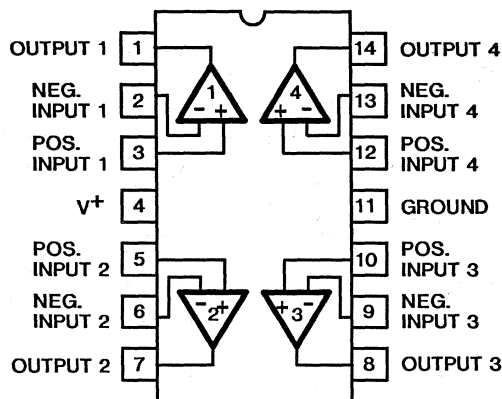 OUTPUT 1 1 14 OUTPUT 4
NEG. INPUT 1 2 13 NEG. INPUT 4
1 4
- + + -
POS. INPUT 1 3 12 POS. INPUT 4
V+ 4 11 GROUND
POS. INPUT 2 5 10 POS. INPUT 3
- + + -
2 3
NEG. INPUT 2 6 9 NEG. INPUT 3
OUTPUT 2 7 8 OUTPUT 3